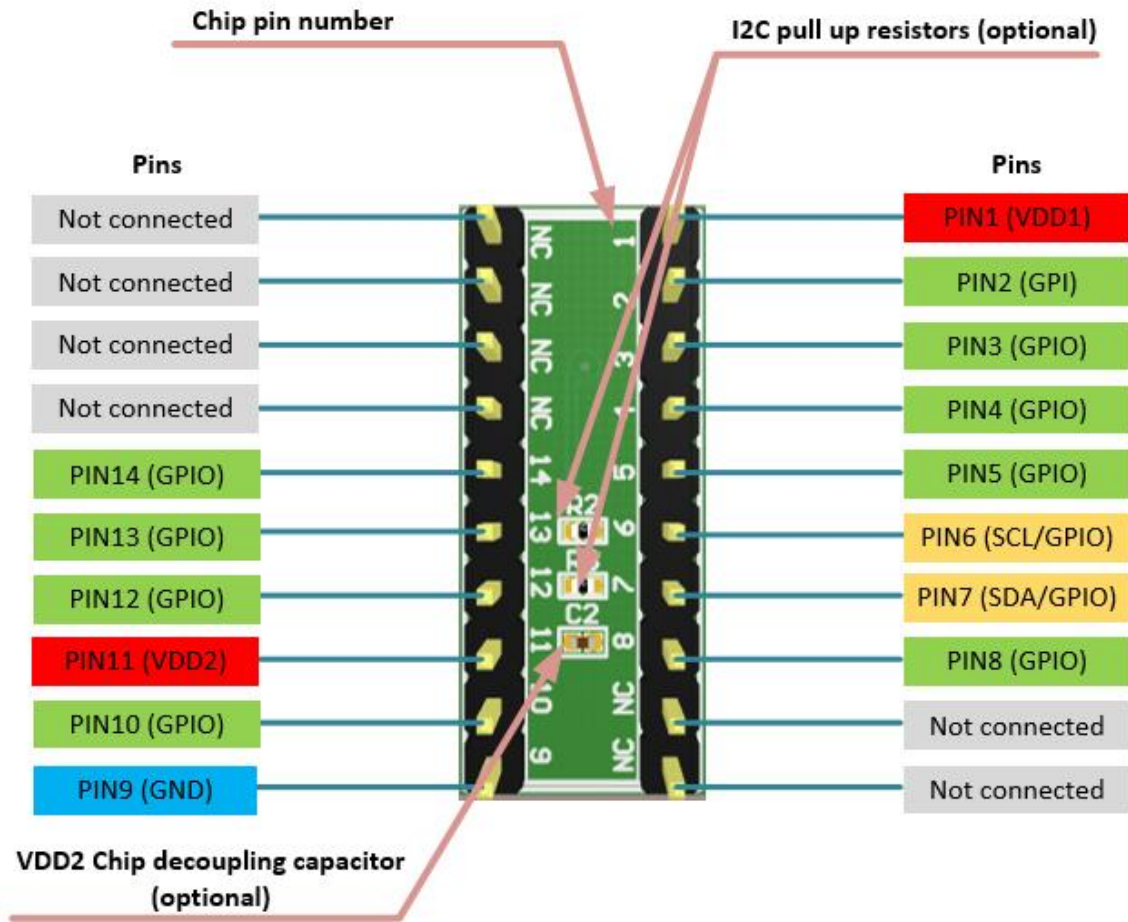 Chip pin number
I2C pull up resistors (optional)
Pins
Pins
Not connected
Not connected
Not connected
Not connected
PIN14 (GPIO)
PIN13 (GPIO)
PIN12 (GPIO)
PIN11 (VDD2)
PIN10 (GPIO)
PIN9 (GND)
NC
NC
NC
NC
14
13
12
11
10
9
R2
C2
1
2
3
4
5
6
7
8
NC
NC
PIN1 (VDD1)
PIN2 (GPI)
PIN3 (GPIO)
PIN4 (GPIO)
PIN5 (GPIO)
PIN6 (SCL/GPIO)
PIN7 (SDA/GPIO)
PIN8 (GPIO)
Not connected
Not connected
VDD2 Chip decoupling capacitor
(optional)